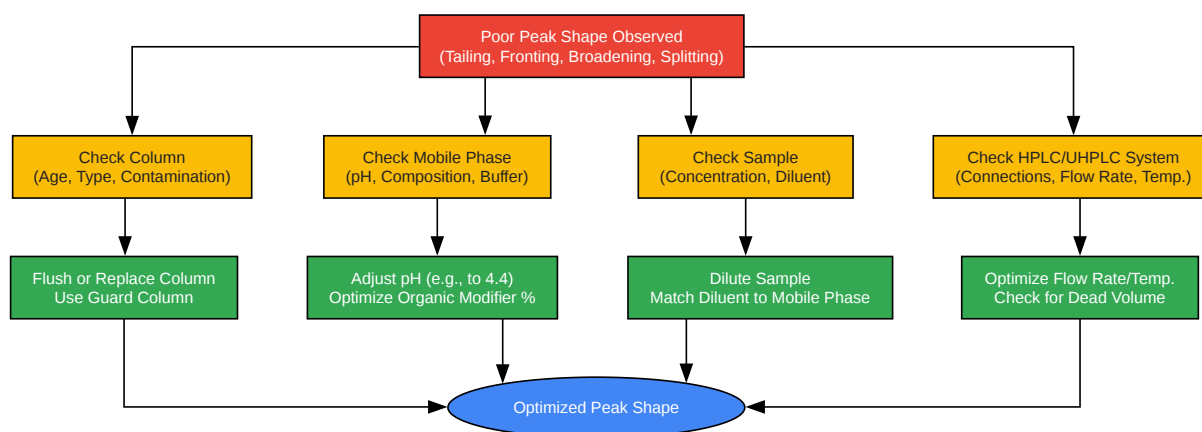 Poor Peak Shape Observed
(Tailing, Fronting, Broadening, Splitting)
Check Column
(Age, Type, Contamination)
Check Mobile Phase
(pH, Composition, Buffer)
Check Sample
(Concentration, Diluent)
Check HPLC/UHPLC System
(Connections, Flow Rate, Temp.)
Flush or Replace Column
Use Guard Column
Adjust pH (e.g., to 4.4)
Optimize Organic Modifier %
Dilute Sample
Match Diluent to Mobile Phase
Optimize Flow Rate/Temp.
Check for Dead Volume
Optimized Peak Shape